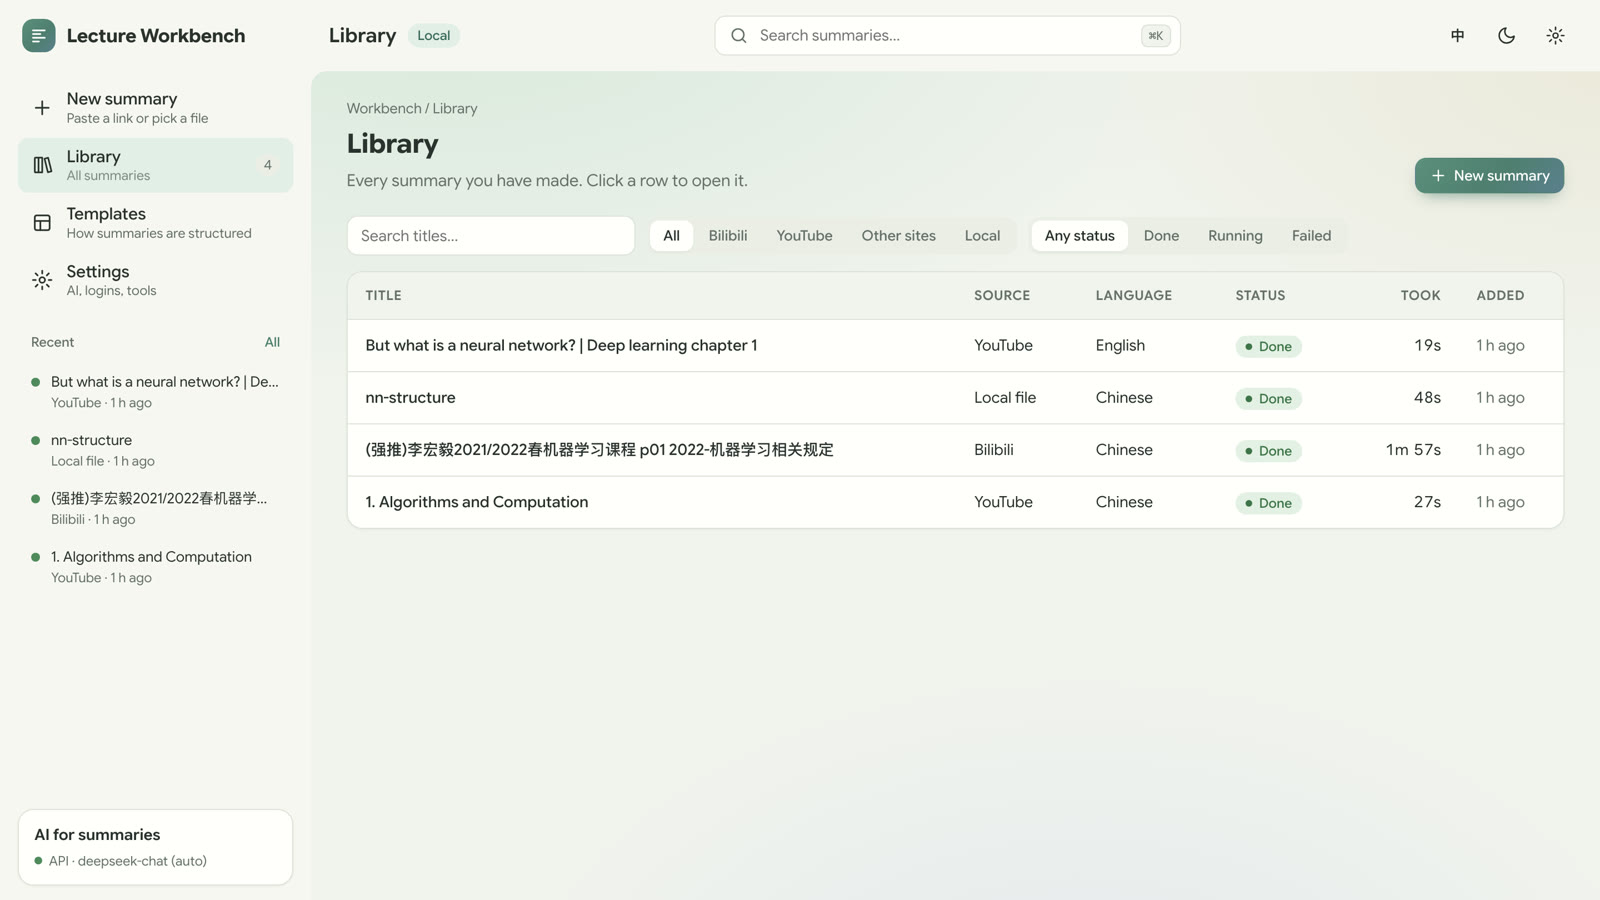 Lecture Workbench
Library Local
Search summaries... ⌘K
中
New summary
Paste a link or pick a file
Library 4
All summaries
Templates
How summaries are structured
Settings
AI, logins, tools
Recent All
But what is a neural network? | De...
YouTube · 1 h ago
nn-structure
Local file · 1 h ago
(强推)李宏毅2021/2022春机器学...
Bilibili · 1 h ago
1. Algorithms and Computation
YouTube · 1 h ago
AI for summaries
API · deepseek-chat (auto)
Workbench / Library
Library
Every summary you have made. Click a row to open it.
New summary
Search titles... All Bilibili YouTube Other sites Local Any status Done Running Failed
TITLE SOURCE LANGUAGE STATUS TOOK ADDED
But what is a neural network? | Deep learning chapter 1 YouTube English Done 19s 1 h ago
nn-structure Local file Chinese Done 48s 1 h ago
(强推)李宏毅2021/2022春机器学习课程 p01 2022-机器学习相关规定 Bilibili Chinese Done 1m 57s 1 h ago
1. Algorithms and Computation YouTube Chinese Done 27s 1 h ago